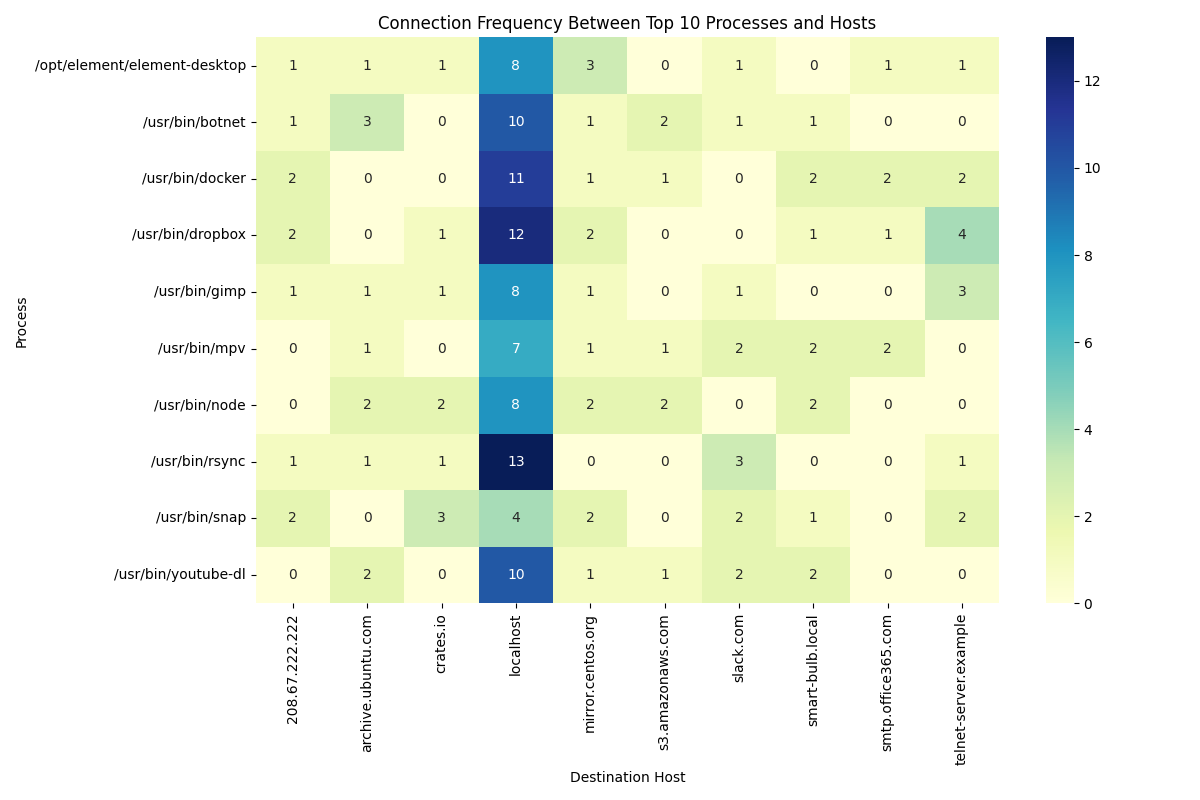 Connection Frequency Between Top 10 Processes and Hosts
Process
/opt/element/element-desktop 1 1 1 8 3 0 1 0 1 1
/usr/bin/botnet 1 3 0 10 1 2 1 1 0 0
/usr/bin/docker 2 0 0 11 1 1 0 2 2 2
/usr/bin/dropbox 2 0 1 12 2 0 0 1 1 4
/usr/bin/gimp 1 1 1 8 1 0 1 0 0 3
/usr/bin/mpv 0 1 0 7 1 1 2 2 2 0
/usr/bin/node 0 2 2 8 2 2 0 2 0 0
/usr/bin/rsync 1 1 1 13 0 0 3 0 0 1
/usr/bin/snap 2 0 3 4 2 0 2 1 0 2
/usr/bin/youtube-dl 0 2 0 10 1 1 2 2 0 0
208.67.222.222
archive.ubuntu.com
crates.io
localhost
mirror.centos.org
s3.amazonaws.com
slack.com
smart-bulb.local
smtp.office365.com
telnet-server.example
Destination Host
12
10
8
6
4
2
0